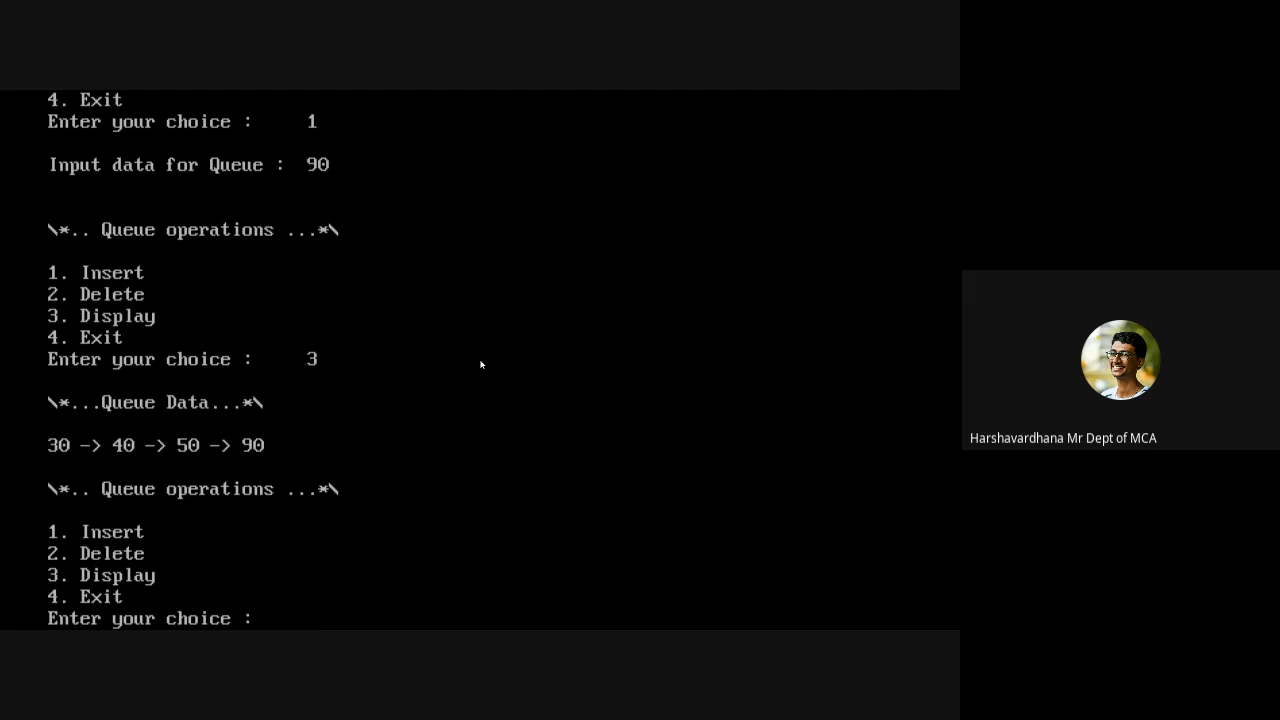 4. Exit
Enter your choice :     1
Input data for Queue :  90
\*.. Queue operations ...*\
1. Insert
2. Delete
3. Display
4. Exit
Enter your choice :     3
\*...Queue Data...*\
30 -> 40 -> 50 -> 90
\*.. Queue operations ...*\
1. Insert
2. Delete
3. Display
4. Exit
Enter your choice :
Harshavardhana Mr Dept of MCA